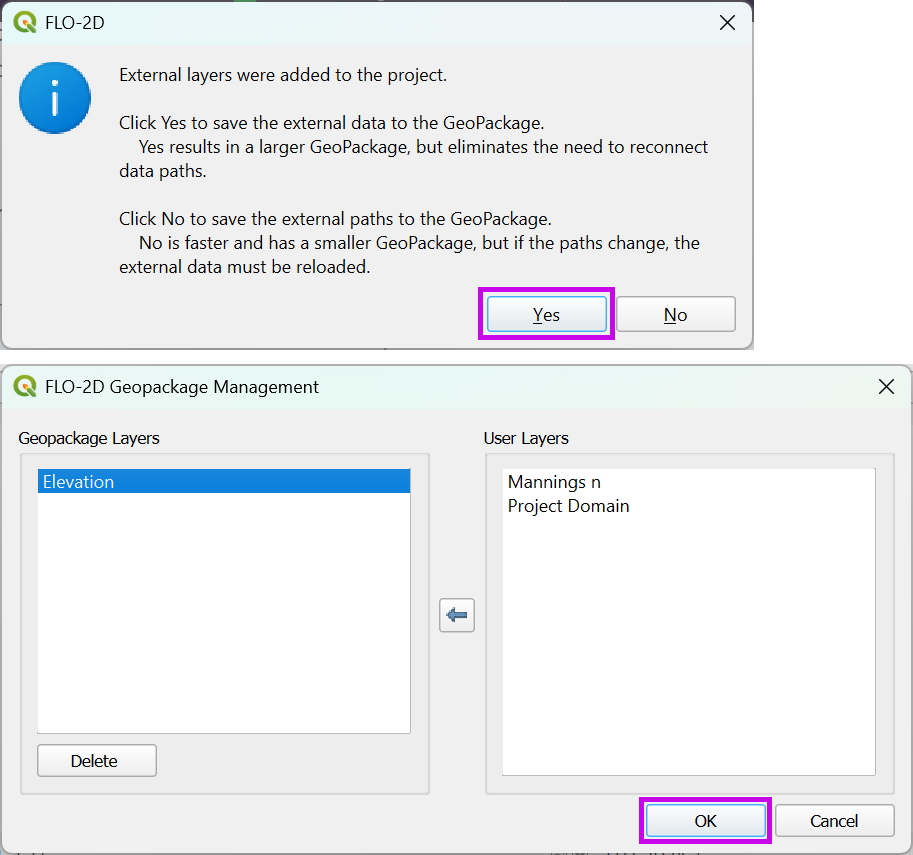 FLO-2D
External layers were added to the project.
Click Yes to save the external data to the GeoPackage.
Yes results in a larger GeoPackage, but eliminates the need to reconnect
data paths.
Click No to save the external paths to the GeoPackage.
No is faster and has a smaller GeoPackage, but if the paths change, the
external data must be reloaded.
Yes
No
FLO-2D Geopackage Management
Geopackage Layers
User Layers
Elevation
Mannings n
Project Domain
Delete
OK
Cancel